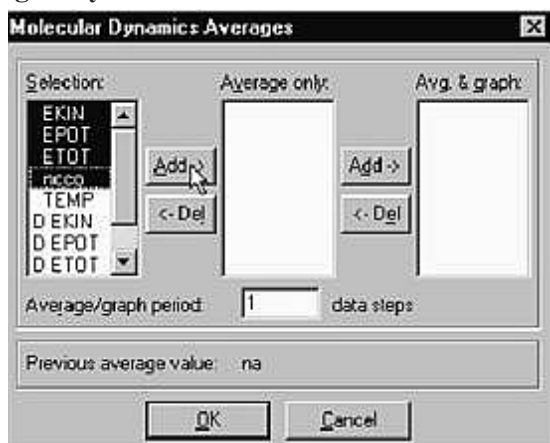 Molecular Dynamics Averages
Selection: Average only: Avg. & graph:
EKIN
EPOT
ETOT
ncco
TEMP
D EKIN
D EPOT
D ETOT
Add -> Add ->
<- Del <- Del
Average/graph period: 1 data steps
Previous average value: na
OK Cancel